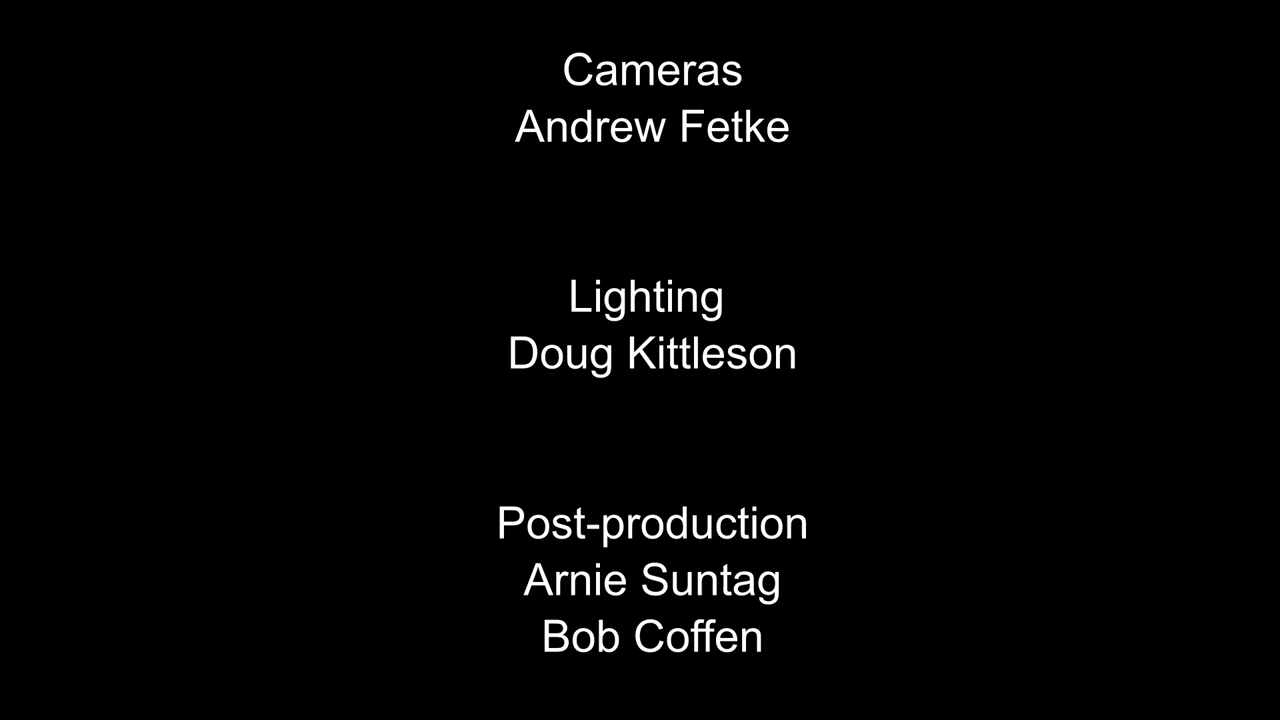 Cameras
Andrew Fetke
Lighting
Doug Kittleson
Post-production
Arnie Suntag
Bob Coffen